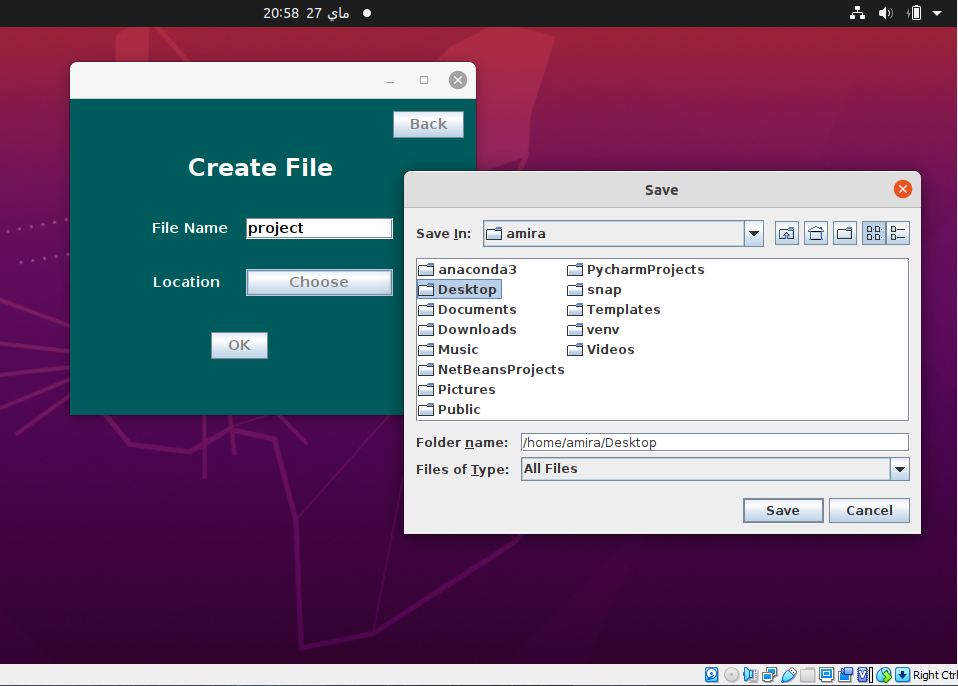 20:58 27 ماي
Back
Create File
File Name project
Location Choose
OK
Save
Save In: amira
anaconda3
Desktop
Documents
Downloads
Music
NetBeansProjects
Pictures
Public
PycharmProjects
snap
Templates
venv
Videos
Folder name: /home/amira/Desktop
Files of Type: All Files
Save Cancel
Right Ctrl